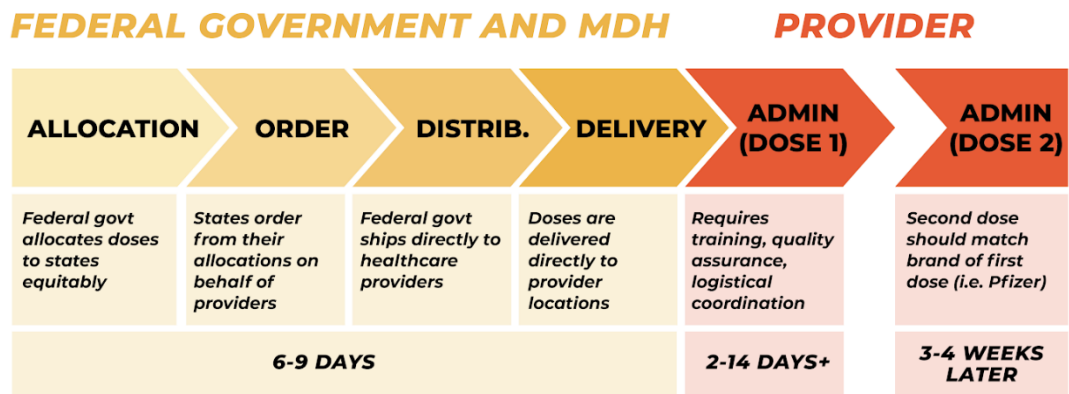 FEDERAL GOVERNMENT AND MDH
PROVIDER
ALLOCATION
ORDER
DISTRIB.
DELIVERY
ADMIN
(DOSE 1)
ADMIN
(DOSE 2)
Federal govt
allocates doses
to states
equitably
States order
from their
allocations on
behalf of
providers
Federal govt
ships directly to
healthcare
providers
Doses are
delivered
directly to
provider
locations
Requires
training, quality
assurance,
logistical
coordination
Second dose
should match
brand of first
dose (i.e. Pfizer)
6-9 DAYS
2-14 DAYS+
3-4 WEEKS
LATER